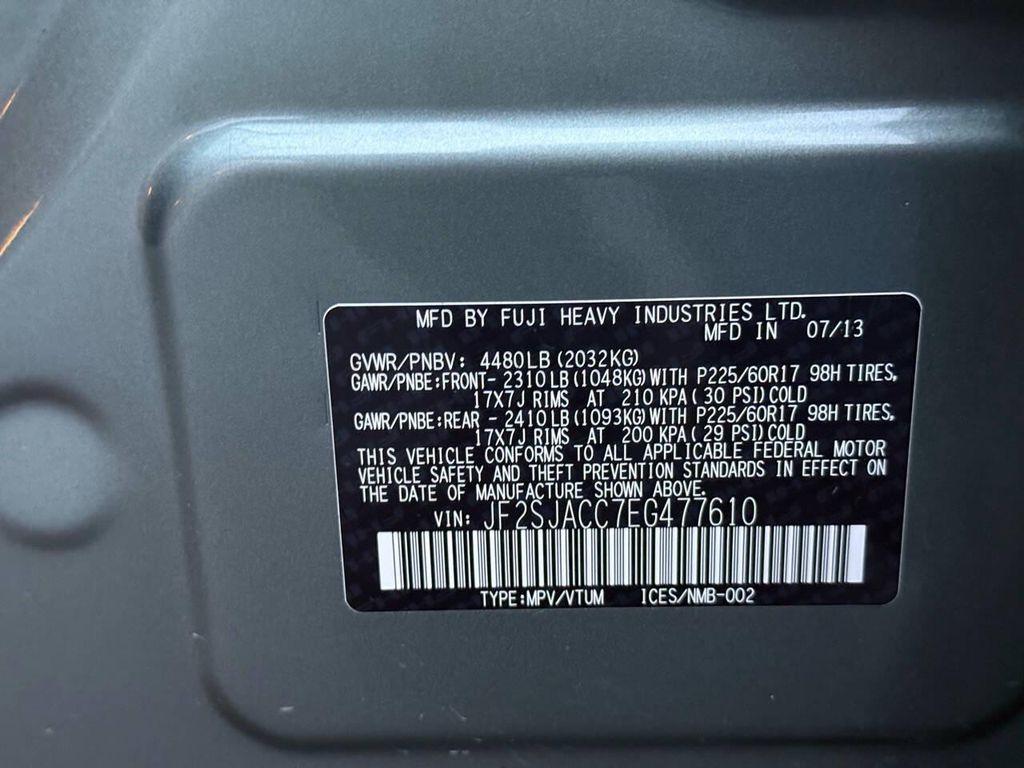 MFD BY FUJI HEAVY INDUSTRIES LTD.
MFD IN 07/13
GVWR/PNBV: 4480LB(2032KG)
GAWR/PNBE:FRONT- 2310LB(1048KG)WITH P225/60R17 98H TIRES,
17X7J RIMS AT 210 KPA(30 PSI)COLD
GAWR/PNBE:REAR - 2410LB(1093KG)WITH P225/60R17 98H TIRES,
17X7J RIMS AT 200 KPA(29 PSI)COLD
THIS VEHICLE CONFORMS TO ALL APPLICABLE FEDERAL MOTOR
VEHICLE SAFETY AND THEFT PREVENTION STANDARDS IN EFFECT ON
THE DATE OF MANUFACTURE SHOWN ABOVE.
VIN: JF2SJACC7EG477610
TYPE:MPV/VTUM ICES/NMB-002